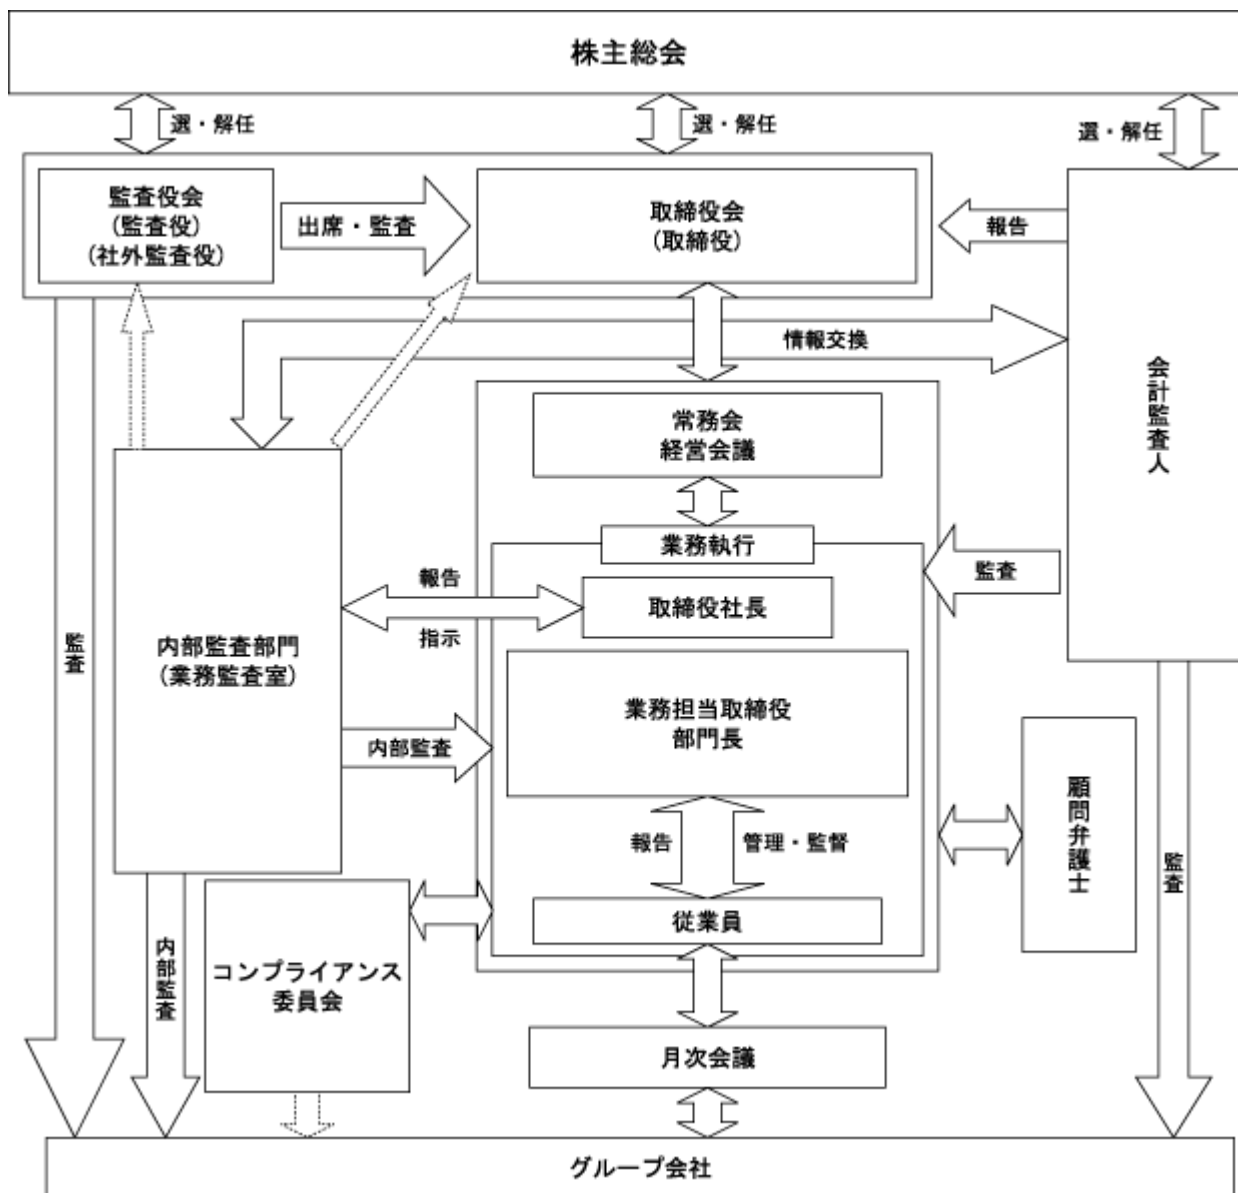 株主総会
選・解任
選・解任
選・解任
監査役会
(監査役)
(社外監査役)
出席・監査
取締役会
(取締役)
報告
情報交換
会計監査人
常務会
経営会議
業務執行
監査
報告
取締役社長
指示
監査
内部監査部門
(業務監査室)
業務担当取締役
部門長
内部監査
顧問弁護士
報告
管理・監督
監査
従業員
内部監査
コンプライアンス
委員会
月次会議
グループ会社